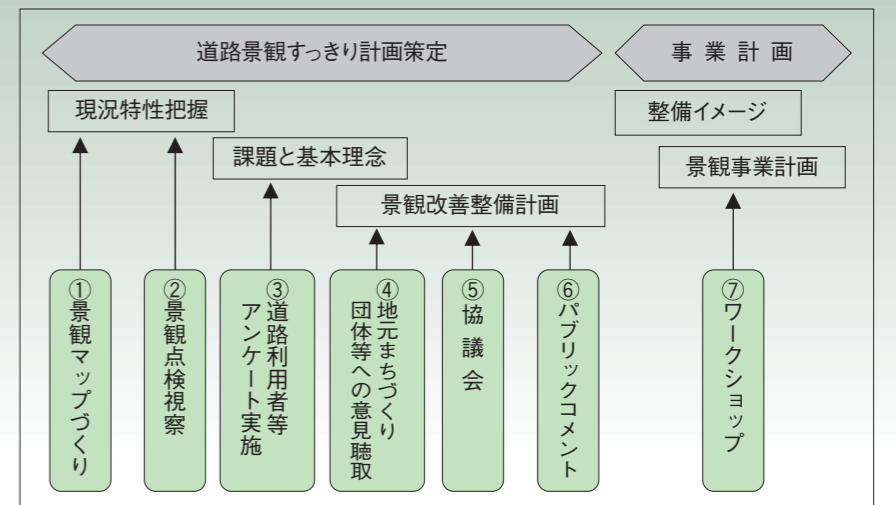 道路景観すっきり計画策定
事業計画
現況特性把握
整備イメージ
課題と基本理念
景観事業計画
景観改善整備計画
①景観マップづくり
②景観点検視察
③道路利用者等
アンケート実施
④地元まちづくり
団体等への意見聴取
⑤協議会
⑥パブリックコメント
⑦ワークショップ